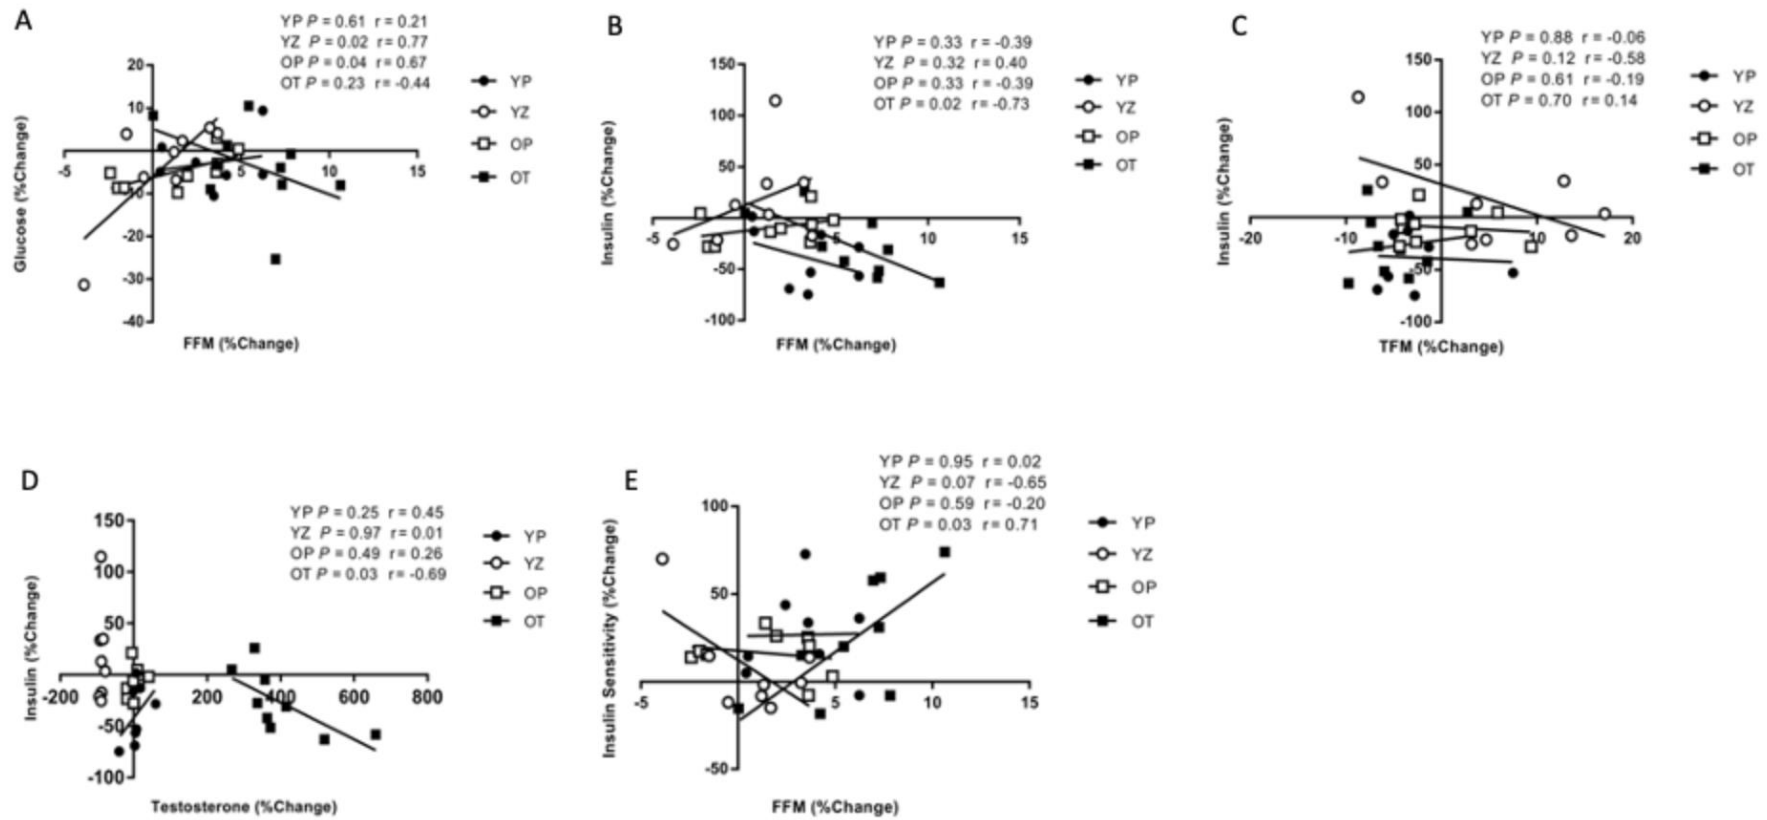 A
YP P = 0.61 r = 0.21
YZ P = 0.02 r = 0.77
OP P = 0.04 r = 0.67
OT P = 0.23 r = -0.44
YP
YZ
OP
OT
Glucose (%Change)
20
10
-5 5 10 15
-10
-20
-30
-40
FFM (%Change)
B
YP P = 0.33 r = -0.39
YZ P = 0.32 r = 0.40
OP P = 0.33 r = -0.39
OT P = 0.02 r = -0.73
YP
YZ
OP
OT
Insulin (%Change)
150
100
50
-5 5 10 15
-50
-100
FFM (%Change)
C
YP P = 0.88 r = -0.06
YZ P = 0.12 r = -0.58
OP P = 0.61 r = -0.19
OT P = 0.70 r = 0.14
YP
YZ
OP
OT
Insulin (%Change)
150
100
50
-20 -10 10 20
-50
-100
TFM (%Change)
D
YP P = 0.25 r = 0.45
YZ P = 0.97 r = 0.01
OP P = 0.49 r = 0.26
OT P = 0.03 r = -0.69
YP
YZ
OP
OT
Insulin (%Change)
150
100
50
-200 200 400 600 800
-50
-100
Testosterone (%Change)
E
YP P = 0.95 r = 0.02
YZ P = 0.07 r = -0.65
OP P = 0.59 r = -0.20
OT P = 0.03 r = 0.71
YP
YZ
OP
OT
Insulin Sensitivity (%Change)
100
50
-5 5 10 15
-50
FFM (%Change)